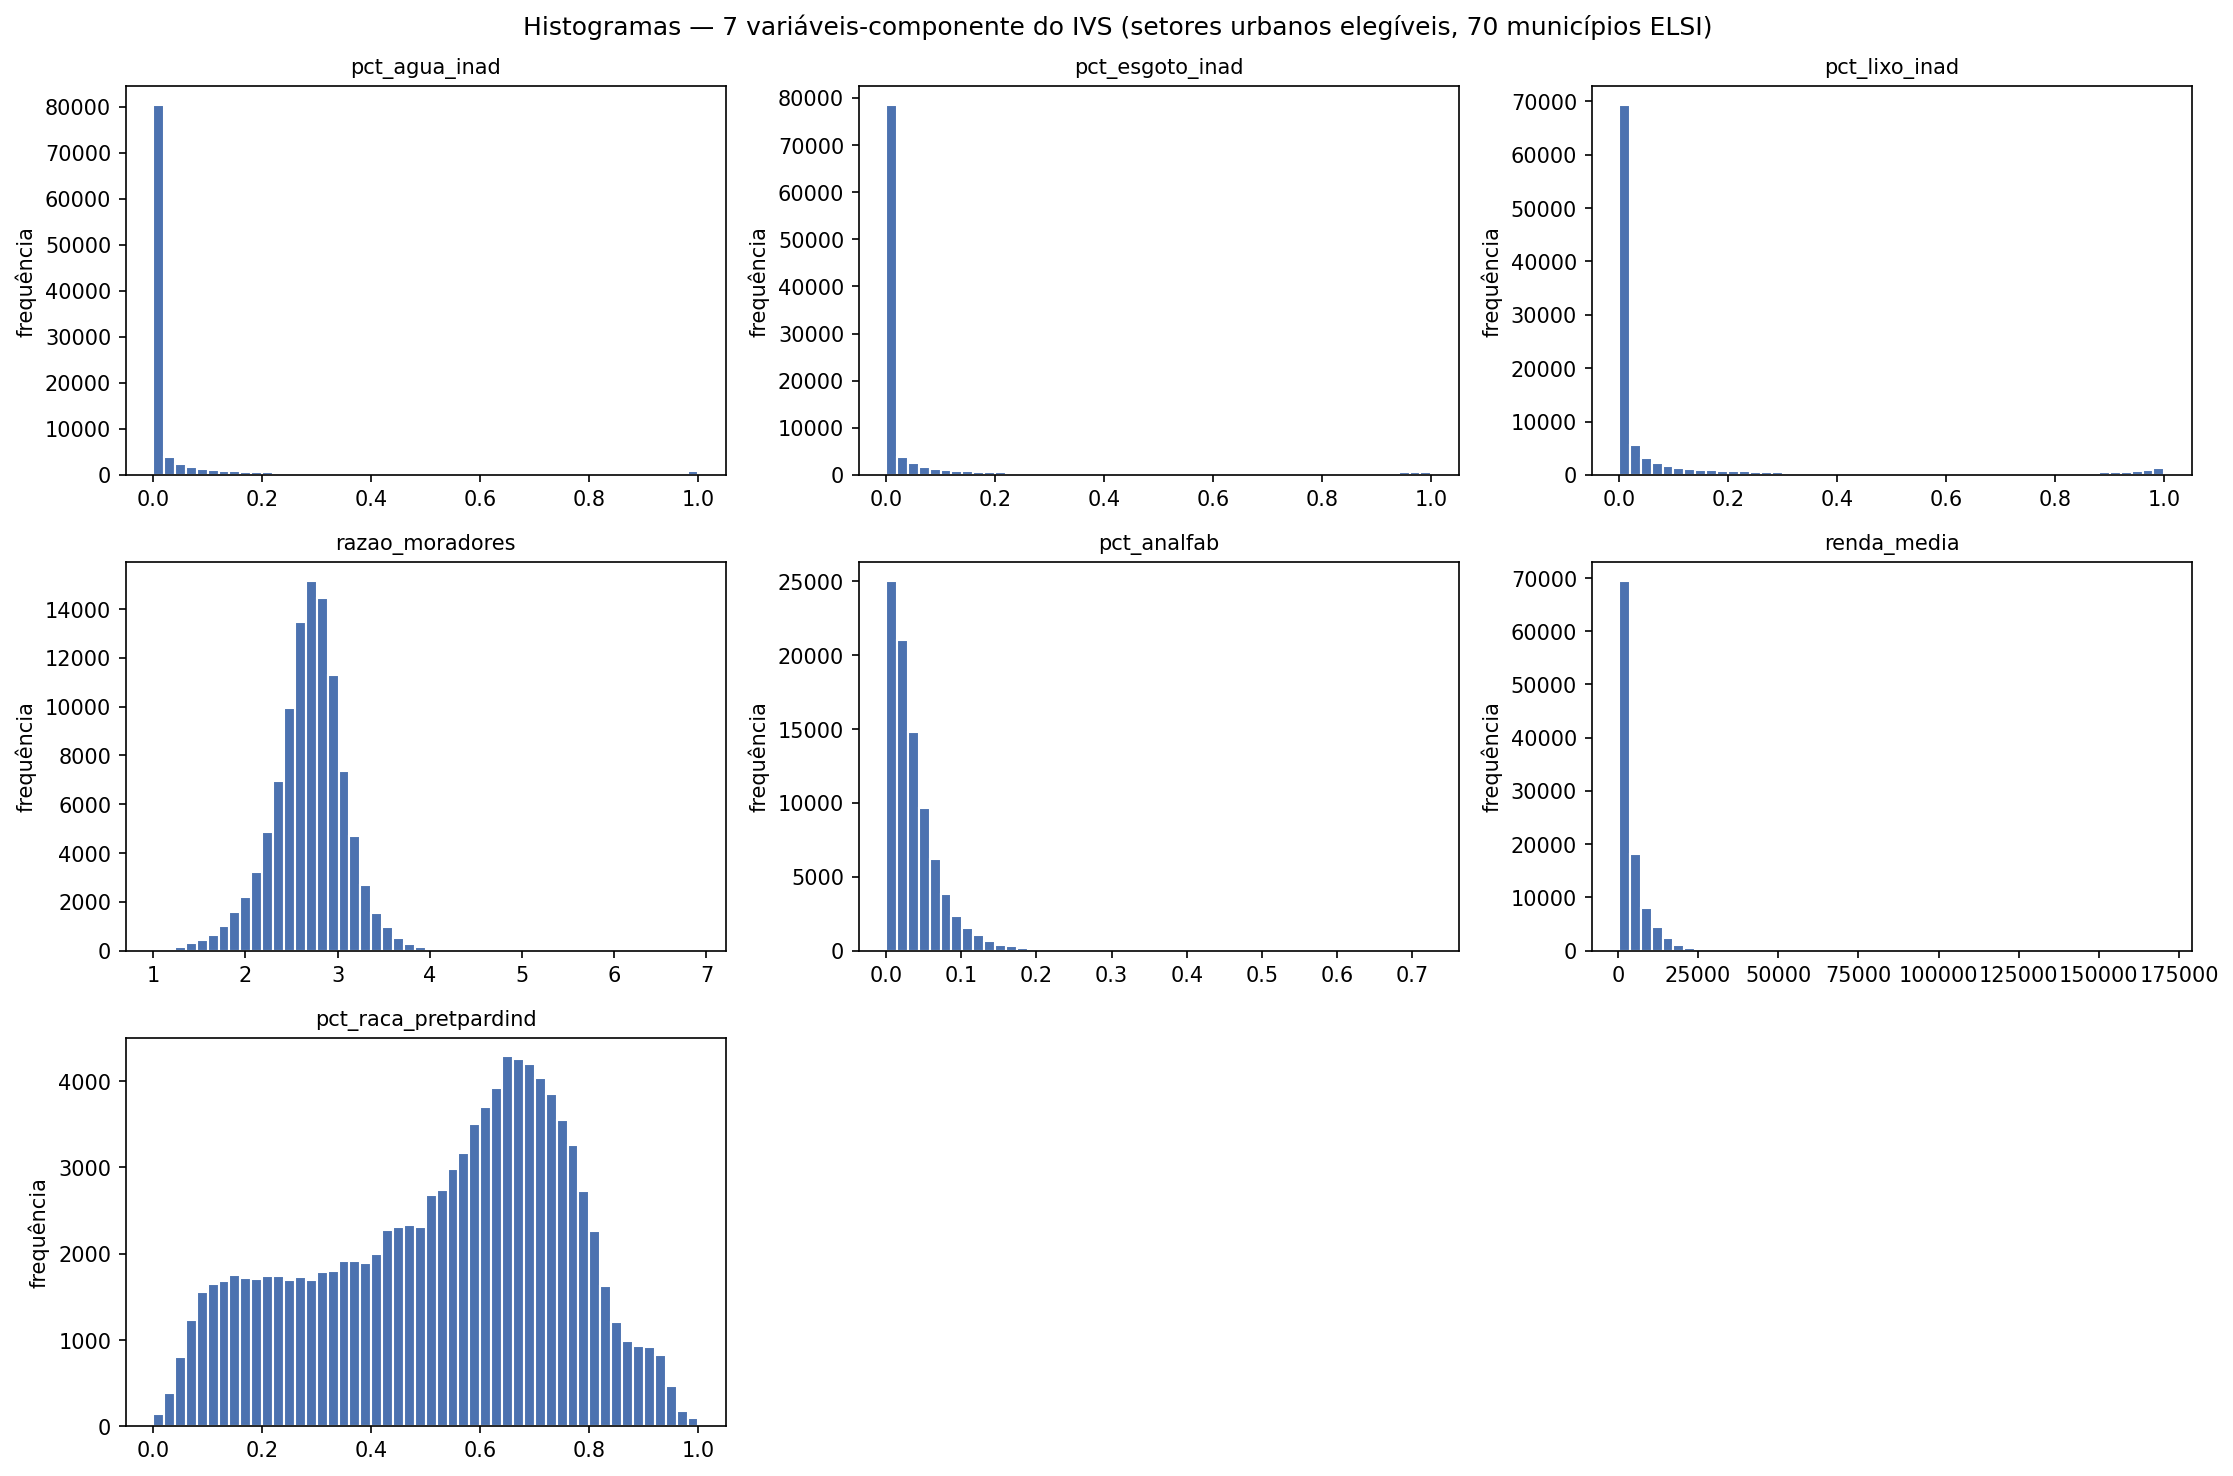 Histogramas — 7 variáveis-componente do IVS (setores urbanos elegíveis, 70 municípios ELSI)
pct_agua_inad
frequência
80000
70000
60000
50000
40000
30000
20000
10000
0
0.0 0.2 0.4 0.6 0.8 1.0
pct_esgoto_inad
frequência
80000
70000
60000
50000
40000
30000
20000
10000
0
0.0 0.2 0.4 0.6 0.8 1.0
pct_lixo_inad
frequência
70000
60000
50000
40000
30000
20000
10000
0
0.0 0.2 0.4 0.6 0.8 1.0
razao_moradores
frequência
14000
12000
10000
8000
6000
4000
2000
0
1 2 3 4 5 6 7
pct_analfab
frequência
25000
20000
15000
10000
5000
0
0.0 0.1 0.2 0.3 0.4 0.5 0.6 0.7
renda_media
frequência
70000
60000
50000
40000
30000
20000
10000
0
0 25000 50000 75000 100000 125000 150000 175000
pct_raca_pretpardind
frequência
4000
3000
2000
1000
0
0.0 0.2 0.4 0.6 0.8 1.0